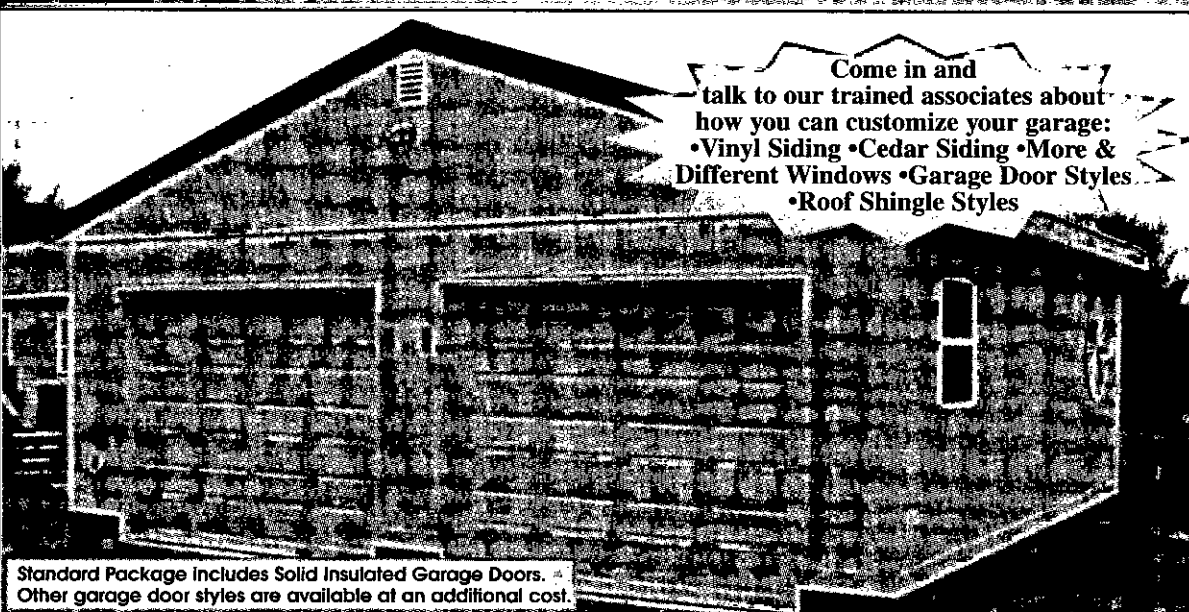 Come in and
talk to our trained associates about
how you can customize your garage:
•Vinyl Siding •Cedar Siding •More &
Different Windows •Garage Door Styles
•Roof Shingle Styles
Standard Package includes Solid Insulated Garage Doors.
Other garage door styles are available at an additional cost.